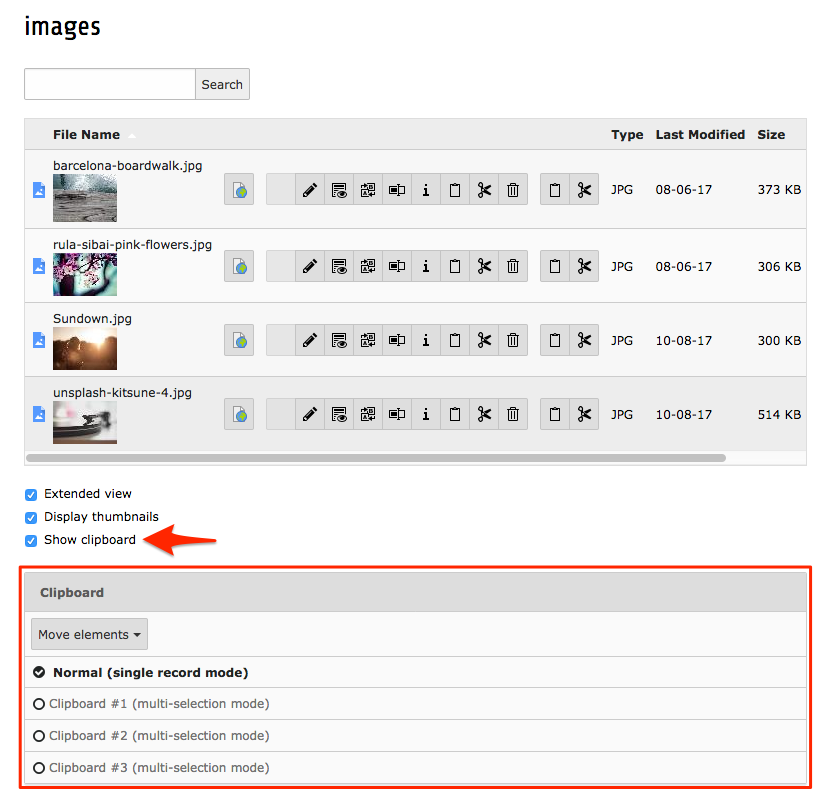 images
Search
File Name Type Last Modified Size
barcelona-boardwalk.jpg
JPG 08-06-17 373 KB
rula-sibai-pink-flowers.jpg
JPG 08-06-17 306 KB
Sundown.jpg
JPG 10-08-17 300 KB
unsplash-kitsune-4.jpg
JPG 10-08-17 514 KB
Extended view
Display thumbnails
Show clipboard
Clipboard
Move elements
Normal (single record mode)
Clipboard #1 (multi-selection mode)
Clipboard #2 (multi-selection mode)
Clipboard #3 (multi-selection mode)